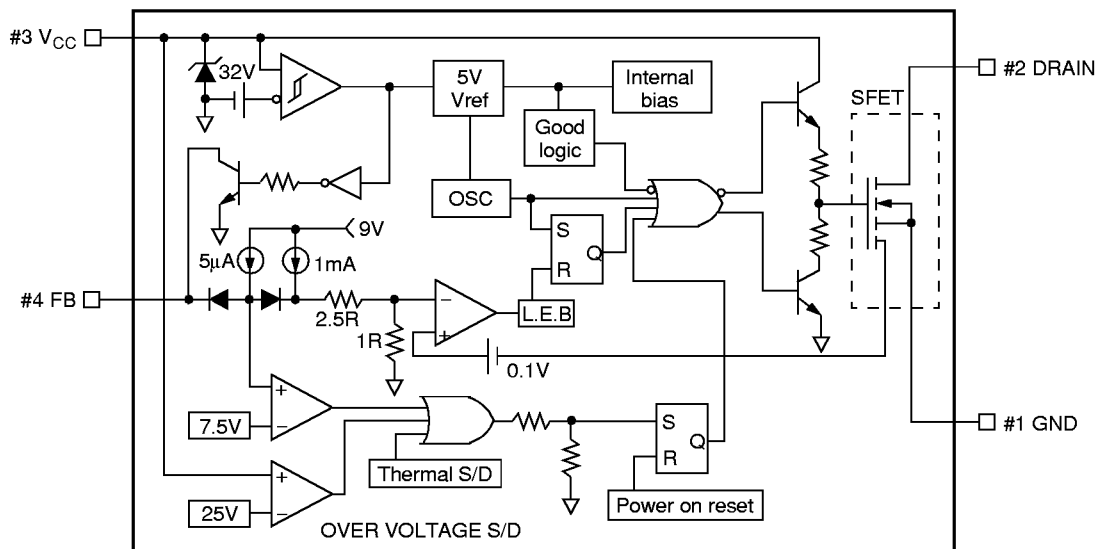 #3 VCC
32V
5V
Vref
Internal
bias
#2 DRAIN
SFET
Good
logic
OSC
S
Q
R
9V
5μA
1mA
#4 FB
2.5R
−
+
L.E.B
1R
0.1V
+
7.5V
−
S
Q
R
#1 GND
Thermal S/D
+
25V
−
Power on reset
OVER VOLTAGE S/D